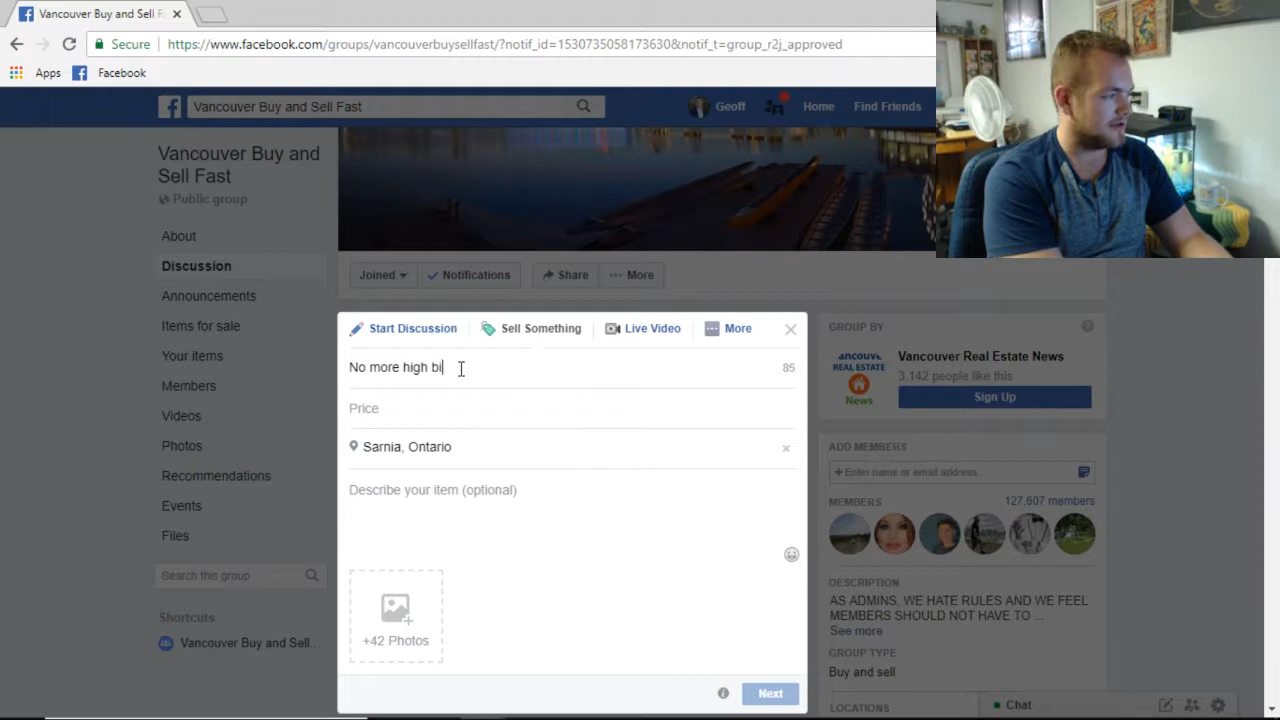 Vancouver Buy and Sell F
Secure
https://www.facebook.com/groups/vancouverbuysellfast/?notif_id=1530735058173630&notif_t=group_r2j_approved
Apps
Facebook
Vancouver Buy and Sell Fast
Geoff
Home
Find Friends
Vancouver Buy and
Sell Fast
Public group
About
Discussion
Announcements
Items for sale
Your items
Members
Videos
Photos
Recommendations
Events
Files
Search this group
Shortcuts
Vancouver Buy and Sell...
Joined
Notifications
Share
More
Start Discussion
Sell Something
Live Video
More
No more high bi
85
Price
Sarnia, Ontario
Describe your item (optional)
+42 Photos
Next
GROUP BY
ancouv
REAL ESTATE
News
Vancouver Real Estate News
3,142 people like this
Sign Up
ADD MEMBERS
+ Enter name or email address.
MEMBERS
127,607 members
DESCRIPTION
AS ADMINS, WE HATE RULES AND WE FEEL
MEMBERS SHOULD NOT HAVE TO ...
See more
GROUP TYPE
Buy and sell
LOCATIONS
Chat